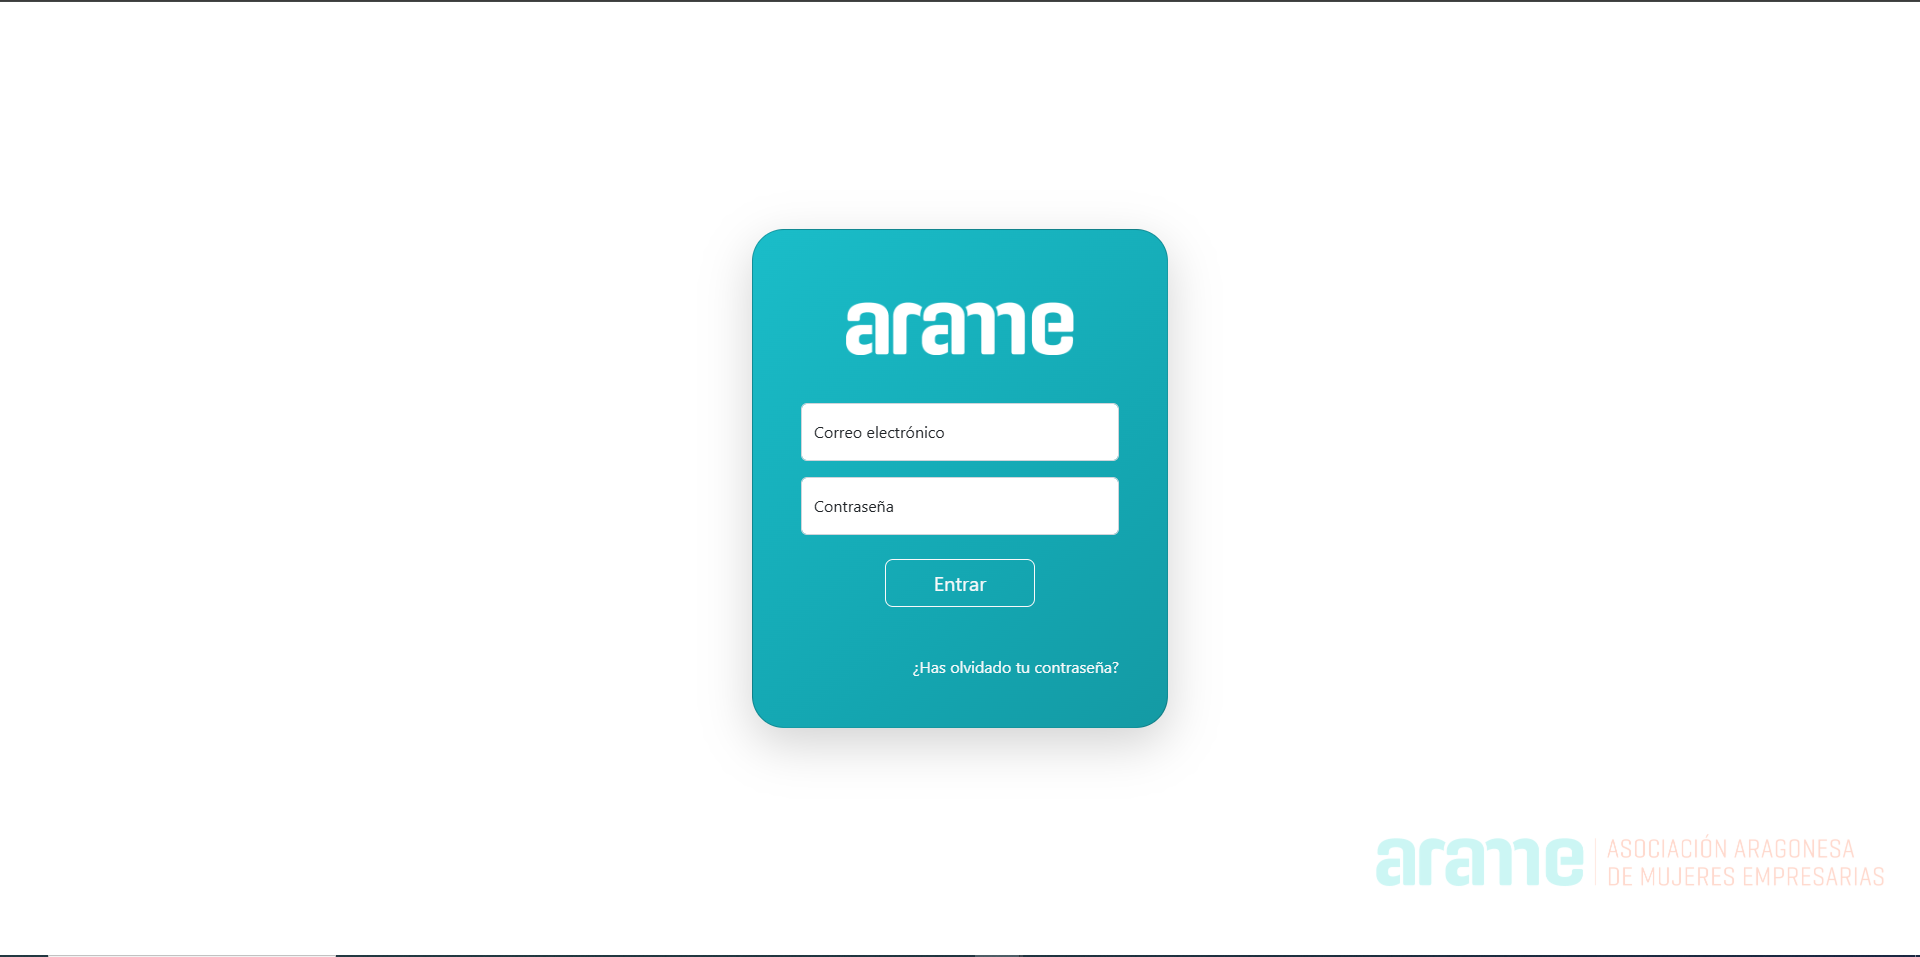 arame
Correo electrónico
Contraseña
Entrar
¿Has olvidado tu contraseña?
arame
ASOCIACIÓN ARAGONESA
DE MUJERES EMPRESARIAS